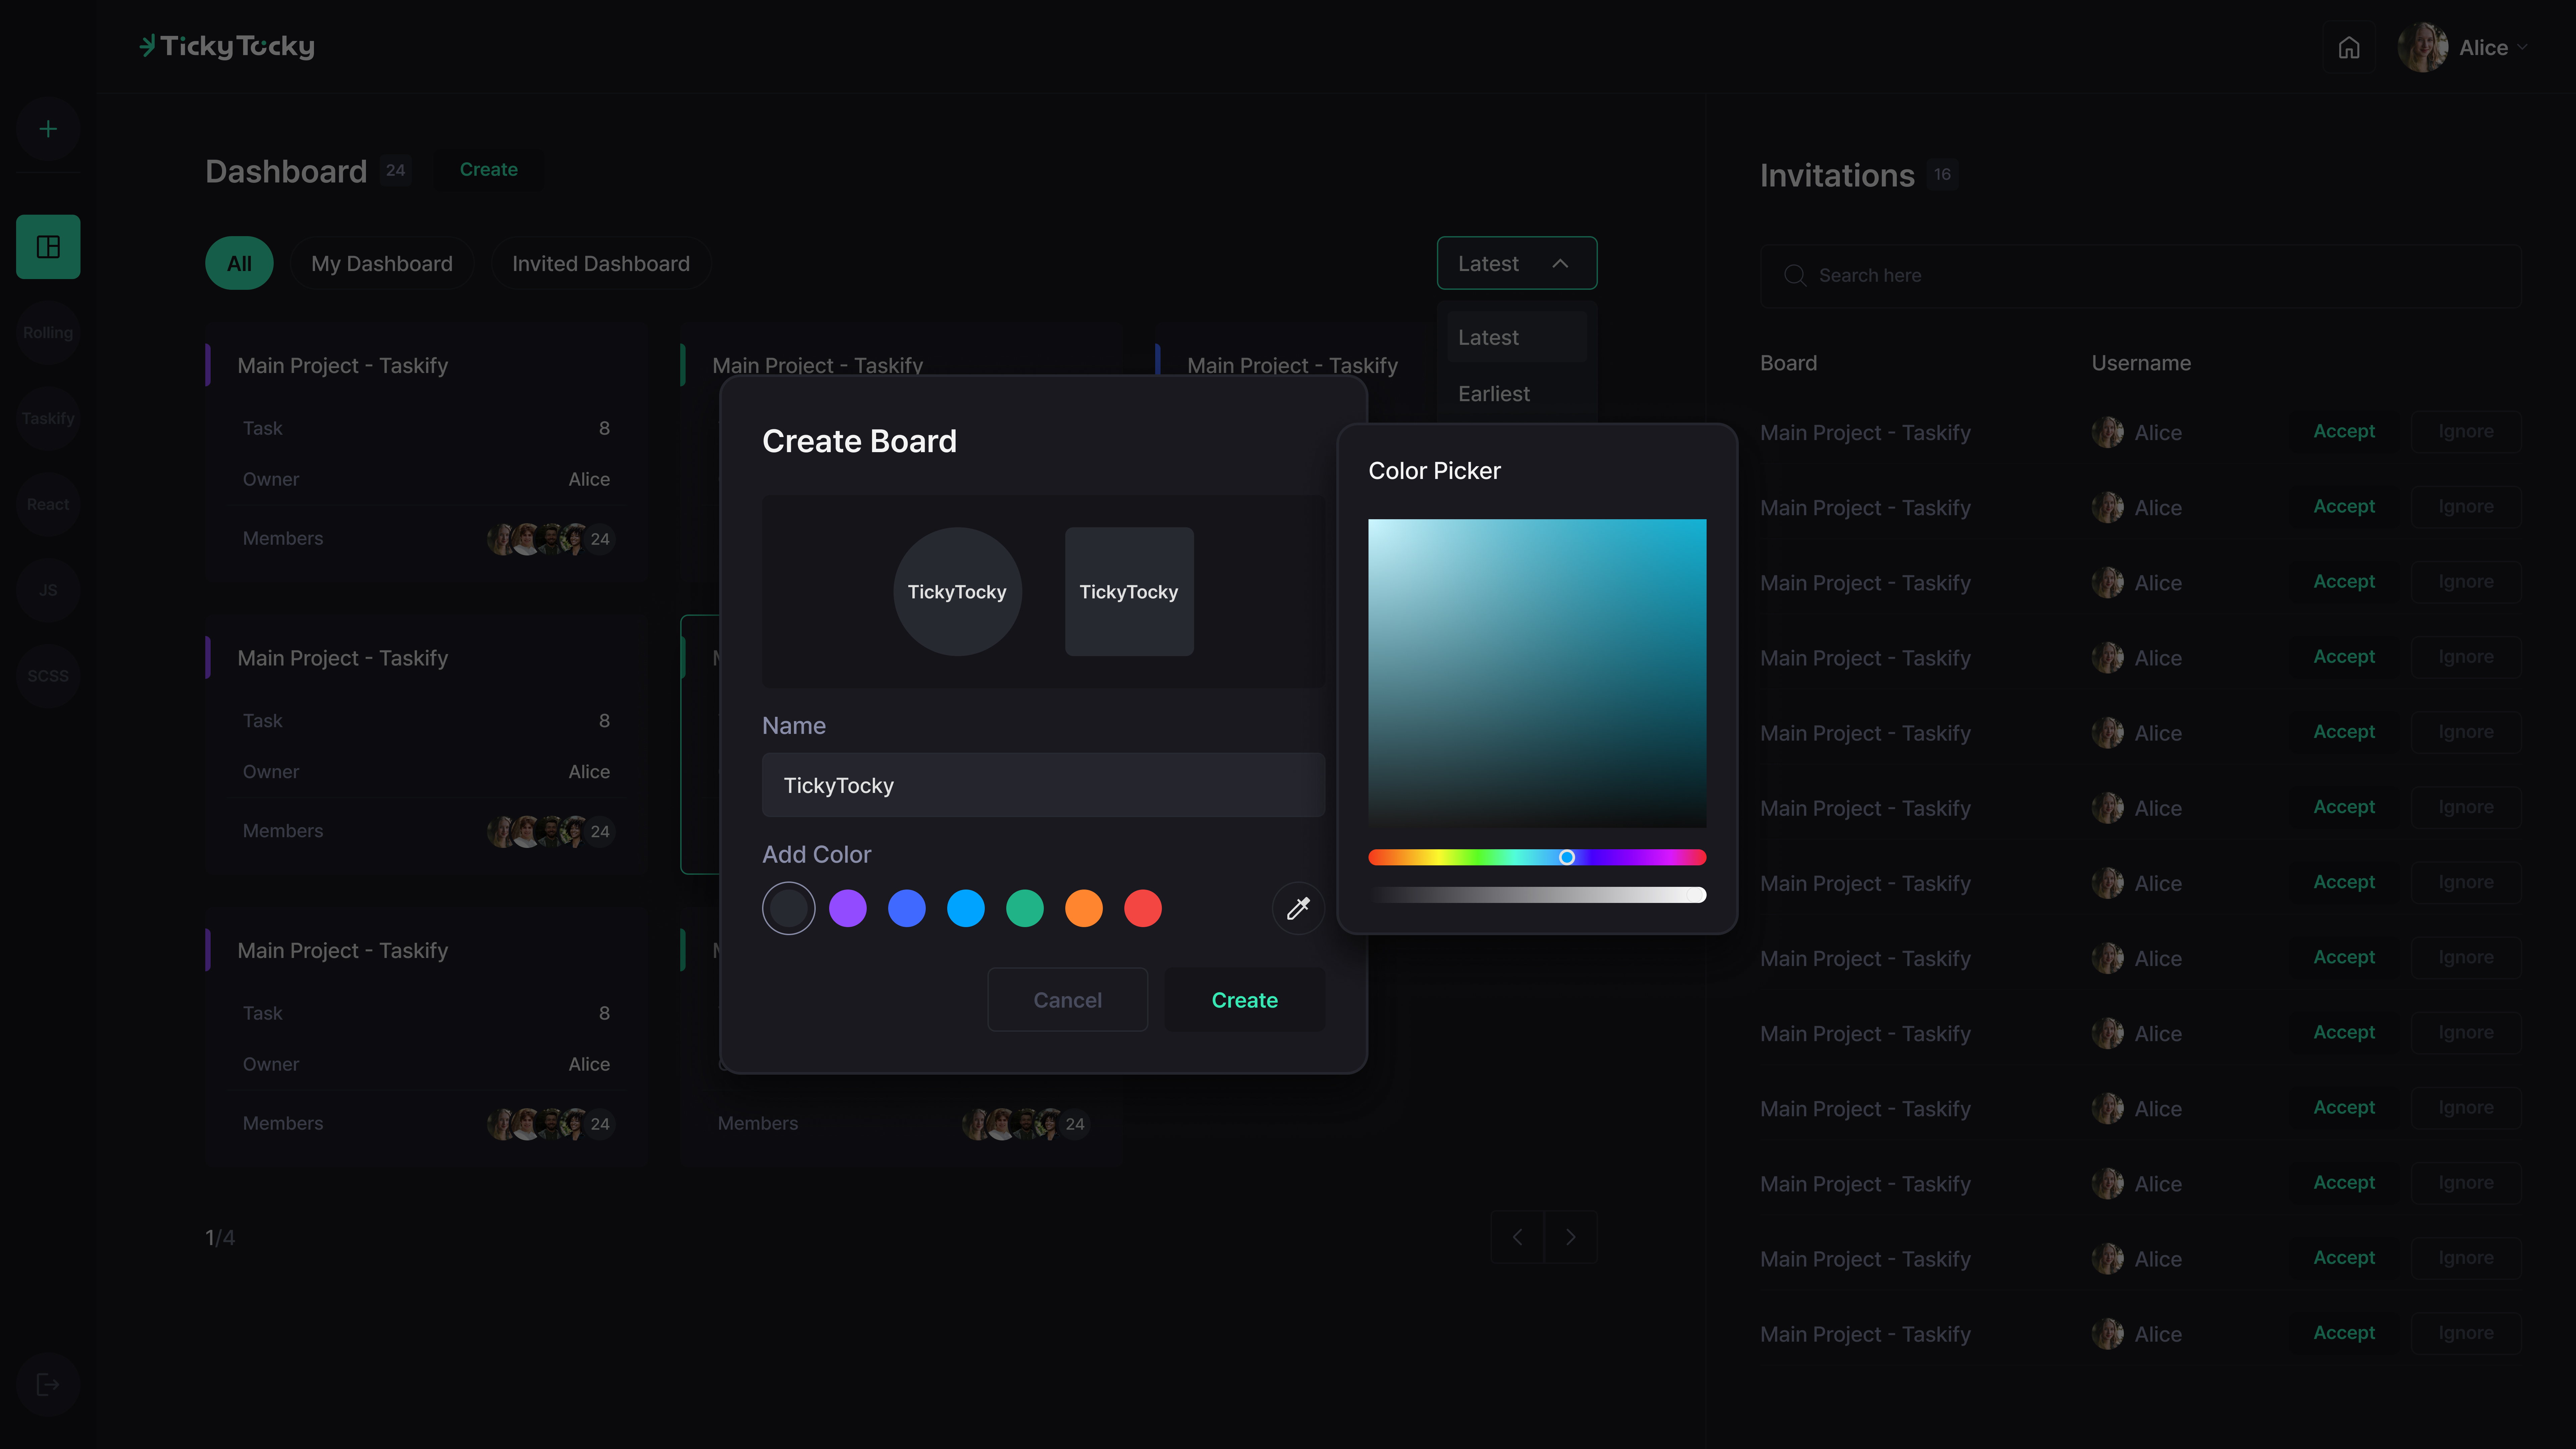 TickyTocky
Alice
Dashboard 24 Create
All My Dashboard Invited Dashboard
Latest
Latest
Earliest
Rolling
Taskify
React
JS
SCSS
Main Project - Taskify
Task 8
Owner Alice
Members 24
Main Project - Taskify
Main Project - Taskify
Main Project - Taskify
Task 8
Owner Alice
Members 24
Main Project - Taskify
Task 8
Owner Alice
Members 24
Members 24
1/4
Create Board
TickyTocky TickyTocky
Name
TickyTocky
Add Color
Cancel Create
Color Picker
Invitations 16
Search here
Board Username
Main Project - Taskify Alice Accept Ignore
Main Project - Taskify Alice Accept Ignore
Main Project - Taskify Alice Accept Ignore
Main Project - Taskify Alice Accept Ignore
Main Project - Taskify Alice Accept Ignore
Main Project - Taskify Alice Accept Ignore
Main Project - Taskify Alice Accept Ignore
Main Project - Taskify Alice Accept Ignore
Main Project - Taskify Alice Accept Ignore
Main Project - Taskify Alice Accept Ignore
Main Project - Taskify Alice Accept Ignore
Main Project - Taskify Alice Accept Ignore
Main Project - Taskify Alice Accept Ignore